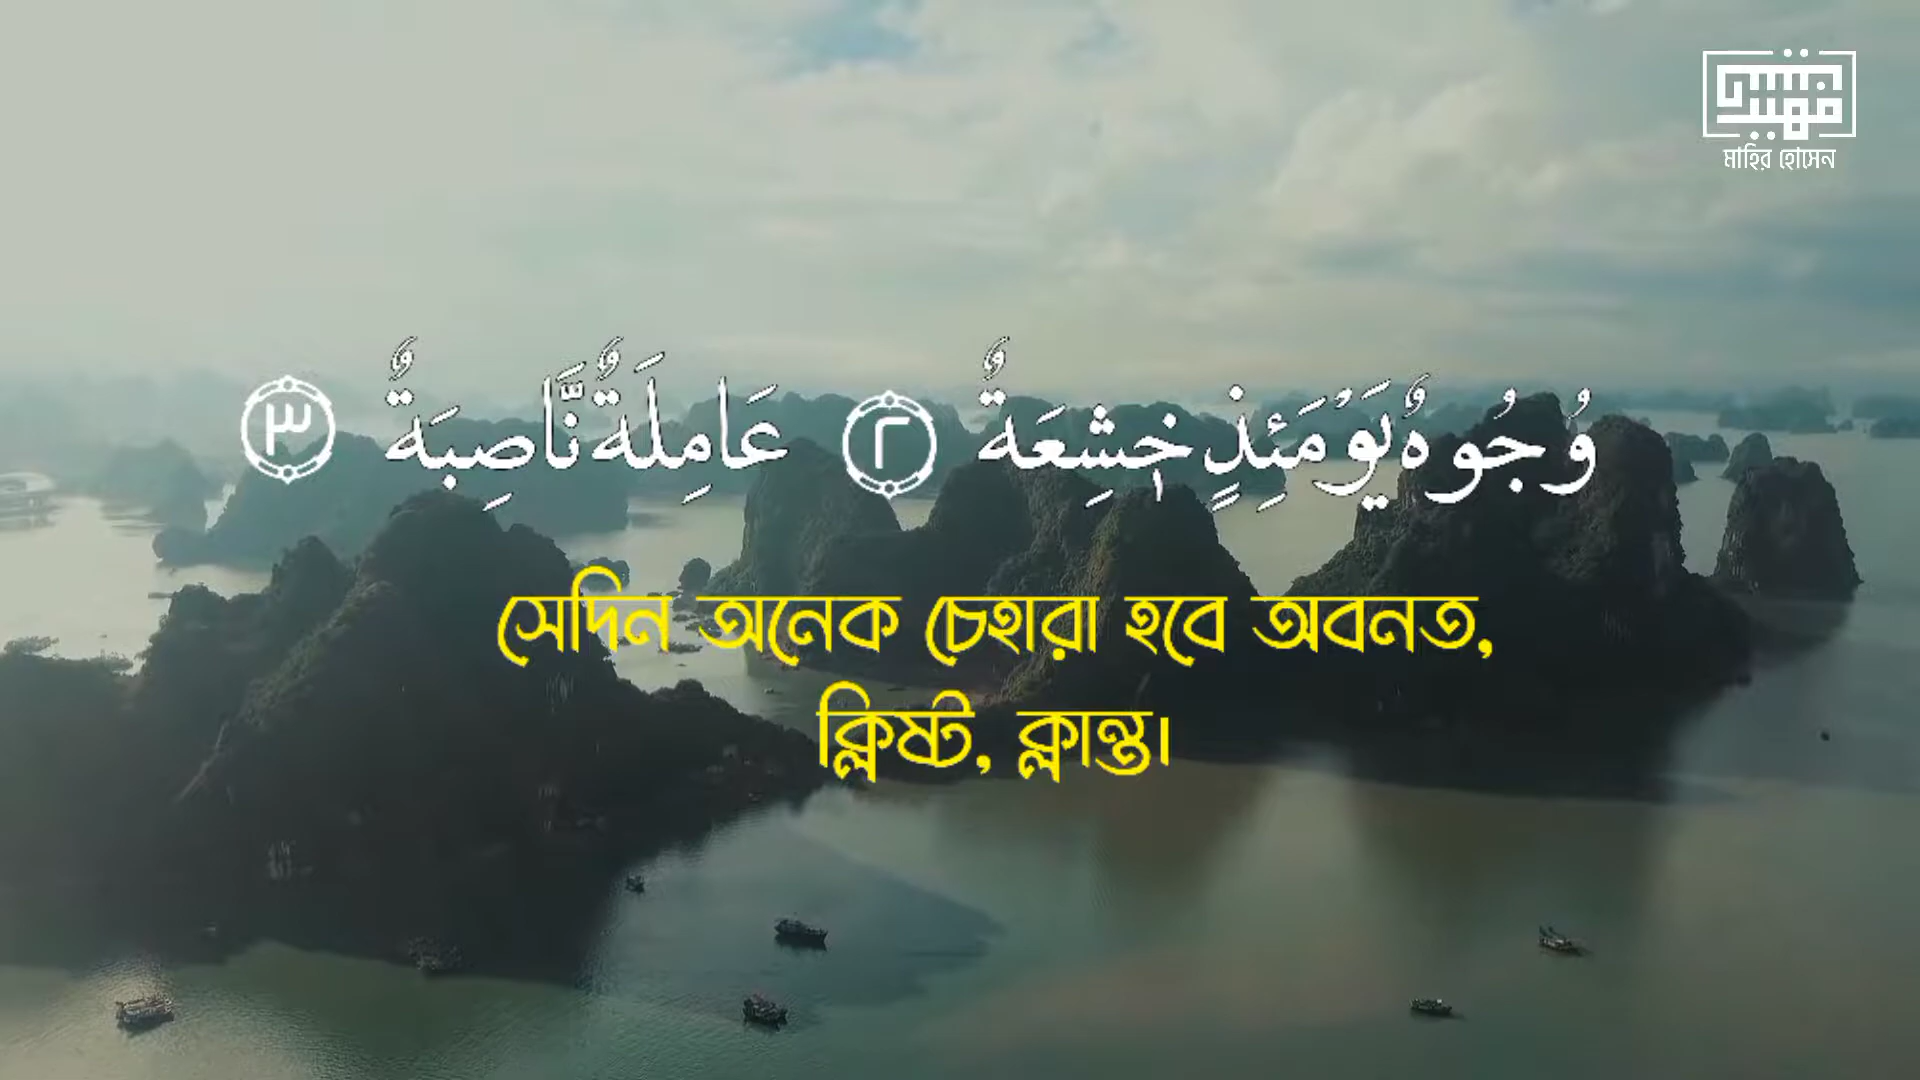 মাহির হোসেন
وُجُوهٌ يَوْمَئِذٍ خَٰشِعَةٌ ٢ عَامِلَةٌ نَّاصِبَةٌ ٣
সেদিন অনেক চেহারা হবে অবনত,
ক্লিষ্ট, ক্লান্ত।